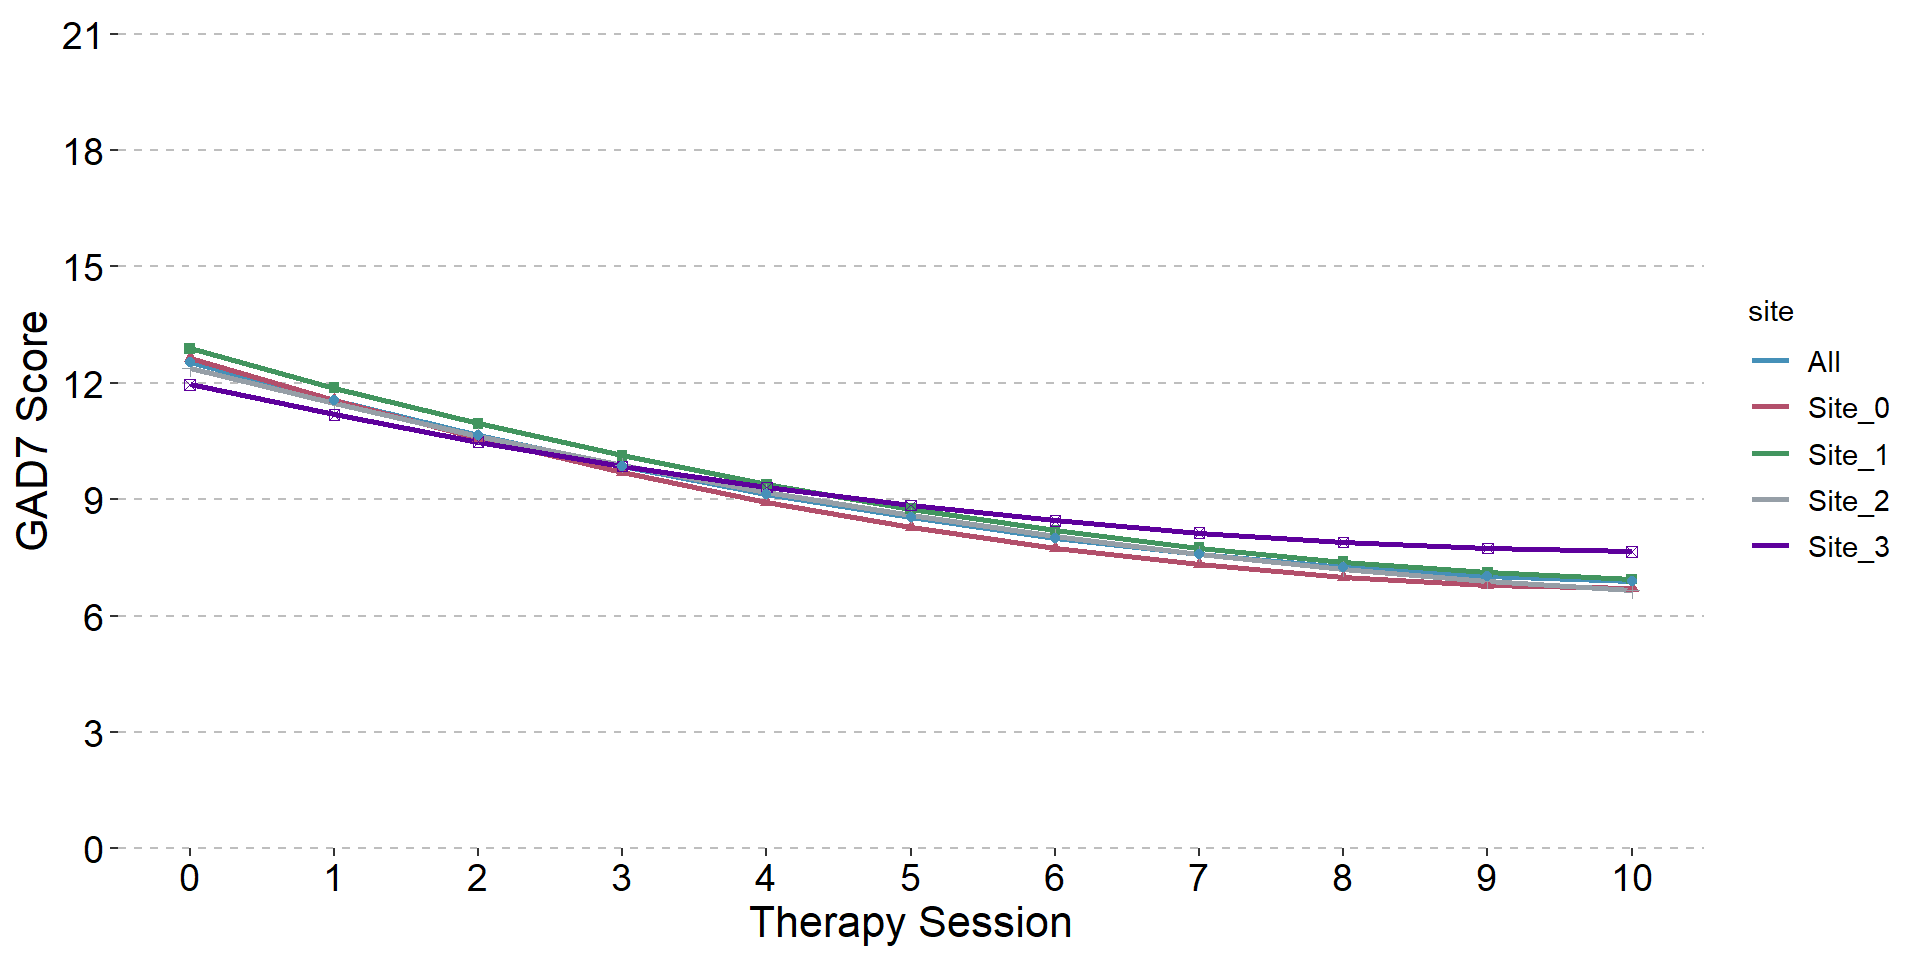 21
18
15
12
9
6
3
0
GAD7 Score
0 1 2 3 4 5 6 7 8 9 10
Therapy Session
site
All
Site_0
Site_1
Site_2
Site_3